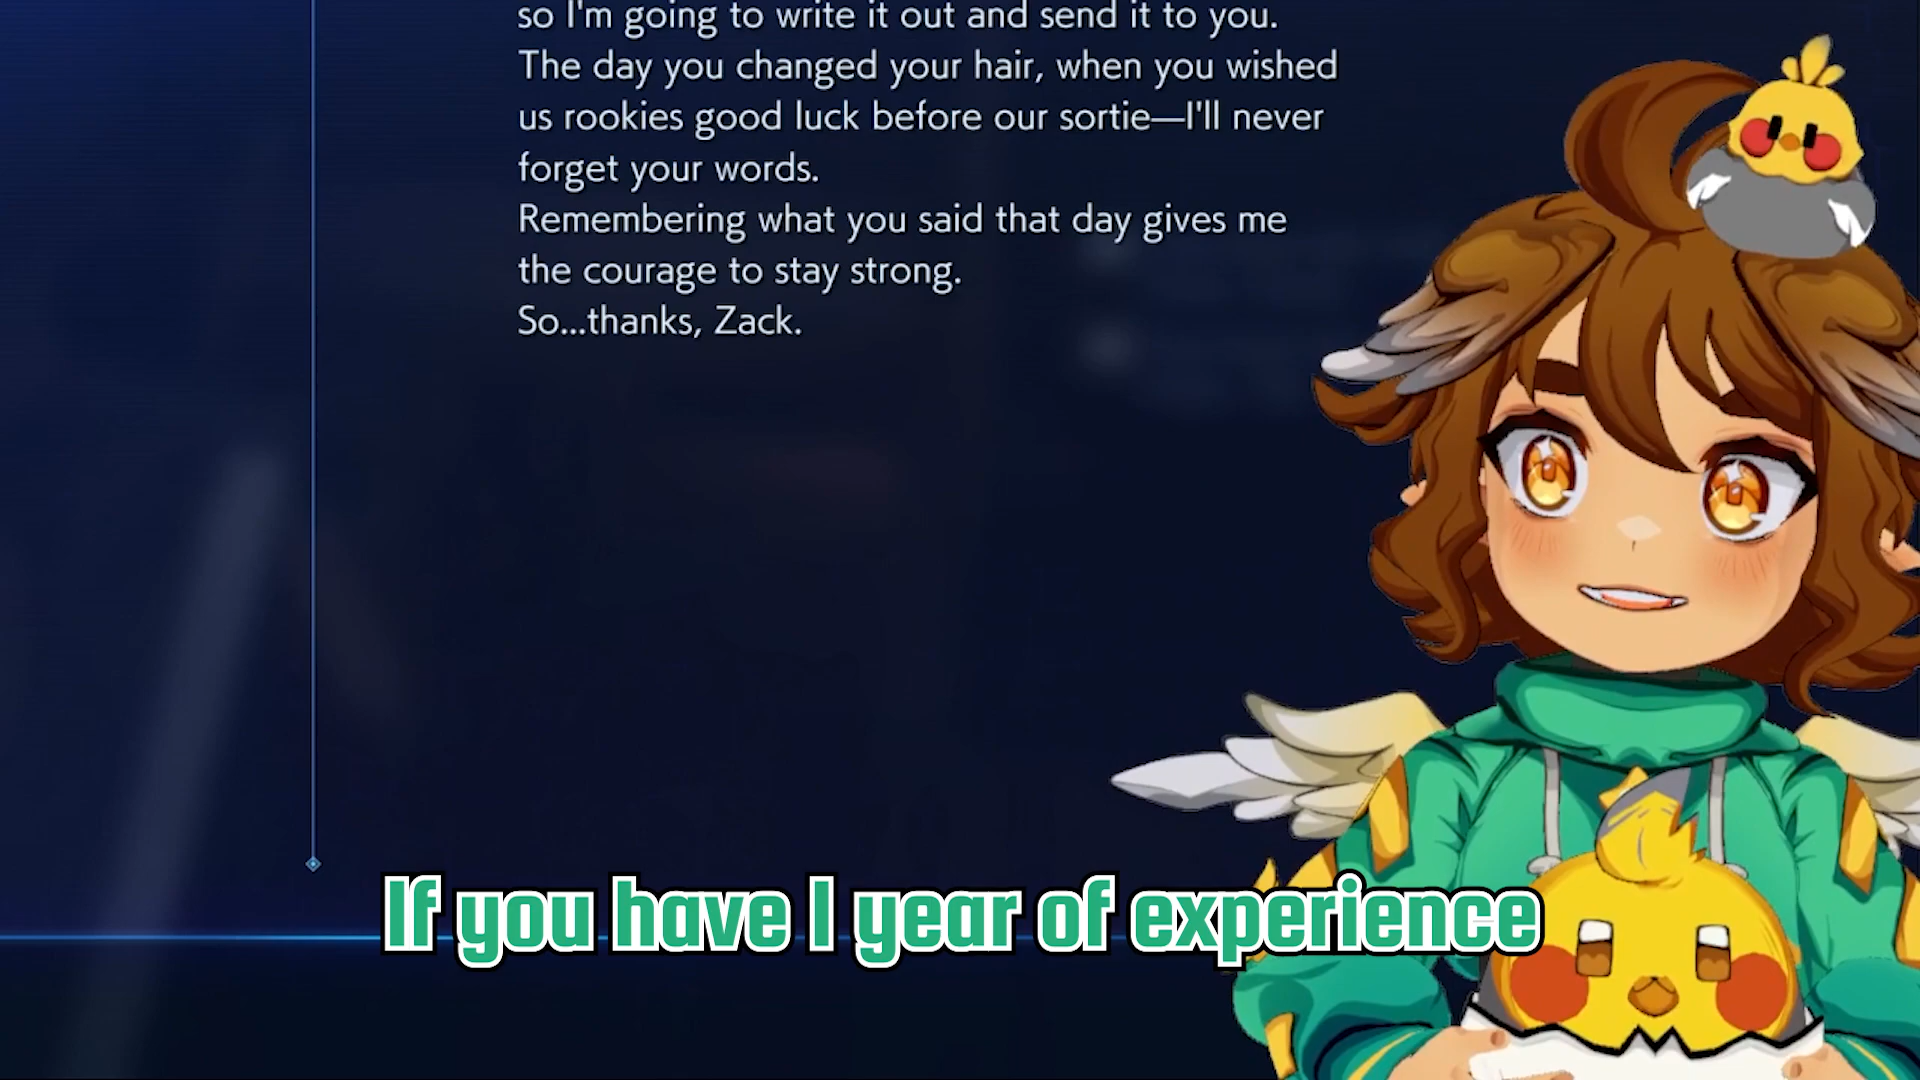 so I'm going to write it out and send it to you.
The day you changed your hair, when you wished
us rookies good luck before our sortie—I'll never
forget your words.
Remembering what you said that day gives me
the courage to stay strong.
So...thanks, Zack.
If you have 1 year of experience